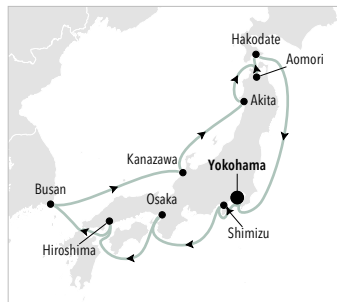 Hakodate
Aomori
Akita
Kanazawa
Yokohama
Busan
Osaka
Shimizu
Hiroshima